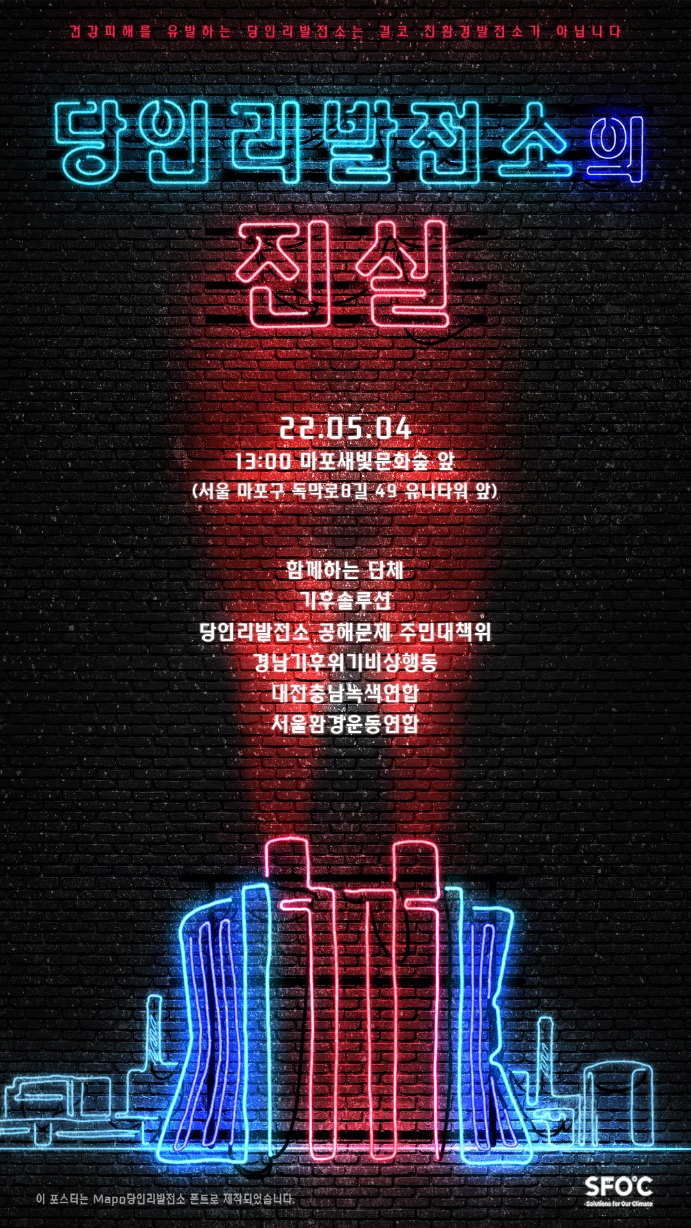 건강피해를 유발하는 당인리발전소는 결코 친환경발전소가 아닙니다
당인리발전소의
진실
22.05.04
13:00 마포새빛문화숲 앞
(서울 마포구 독막로8길 49 유니타워 앞)
함께하는 단체
기후솔루션
당인리발전소 공해문제 주민대책위
경남기후위기비상행동
대전충남녹색연합
서울환경운동연합
이 포스터는 Mapo당인리발전소 폰트로 제작되었습니다.
SFO°C
Solutions for Our Climate